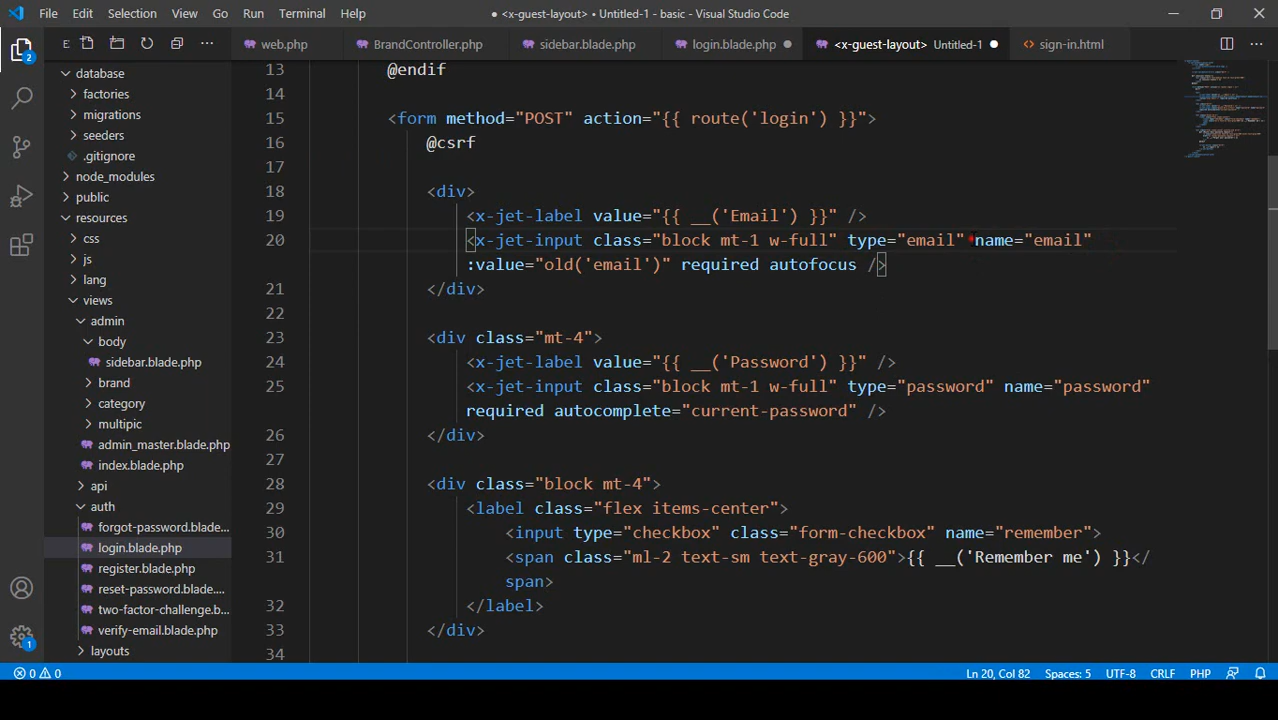 File Edit Selection View Go Run Terminal Help
● <x-guest-layout> Untitled-1 - basic - Visual Studio Code
E
web.php BrandController.php sidebar.blade.php login.blade.php <x-guest-layout> Untitled-1 sign-in.html
database
factories
migrations
seeders
.gitignore
node_modules
public
resources
css
js
lang
views
admin
body
sidebar.blade.php
brand
category
multipic
admin_master.blade.php
index.blade.php
api
auth
forgot-password.blade...
login.blade.php
register.blade.php
reset-password.blade....
two-factor-challenge.b...
verify-email.blade.php
layouts
2
1
13 @endif
14
15 <form method="POST" action="{{ route('login') }}">
16 @csrf
17
18 <div>
19 <x-jet-label value="{{ __('Email') }}" />
20 <x-jet-input class="block mt-1 w-full" type="email" name="email"
:value="old('email')" required autofocus />
21 </div>
22
23 <div class="mt-4">
24 <x-jet-label value="{{ __('Password') }}" />
25 <x-jet-input class="block mt-1 w-full" type="password" name="password"
required autocomplete="current-password" />
26 </div>
27
28 <div class="block mt-4">
29 <label class="flex items-center">
30 <input type="checkbox" class="form-checkbox" name="remember">
31 <span class="ml-2 text-sm text-gray-600">{{ __('Remember me') }}</
span>
32 </label>
33 </div>
34
0 0 Ln 20, Col 82 Spaces: 5 UTF-8 CRLF PHP